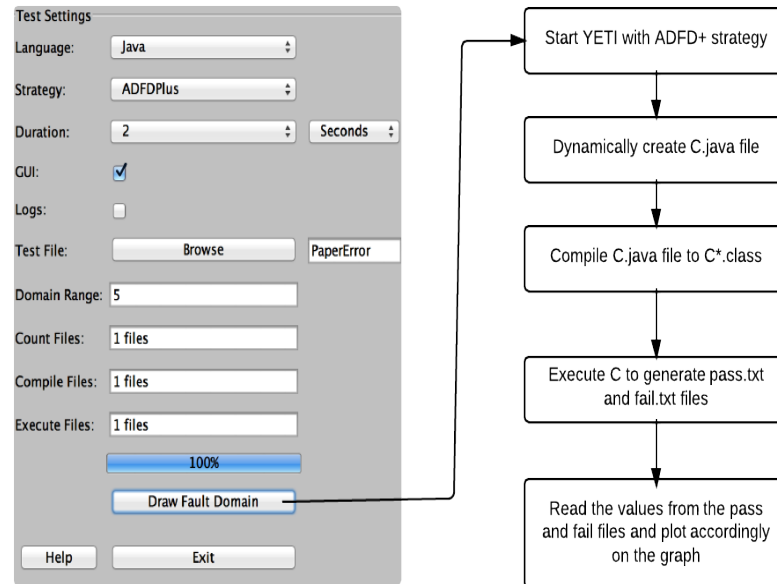 Test Settings
Language: Java
Strategy: ADFDPlus
Duration: 2 Seconds
GUI:
Logs:
Test File: Browse PaperError
Domain Range: 5
Count Files: 1 files
Compile Files: 1 files
Execute Files: 1 files
100%
Draw Fault Domain
Help Exit
Start YETI with ADFD+ strategy
Dynamically create C.java file
Compile C.java file to C*.class
Execute C to generate pass.txt
and fail.txt files
Read the values from the pass
and fail files and plot accordingly
on the graph